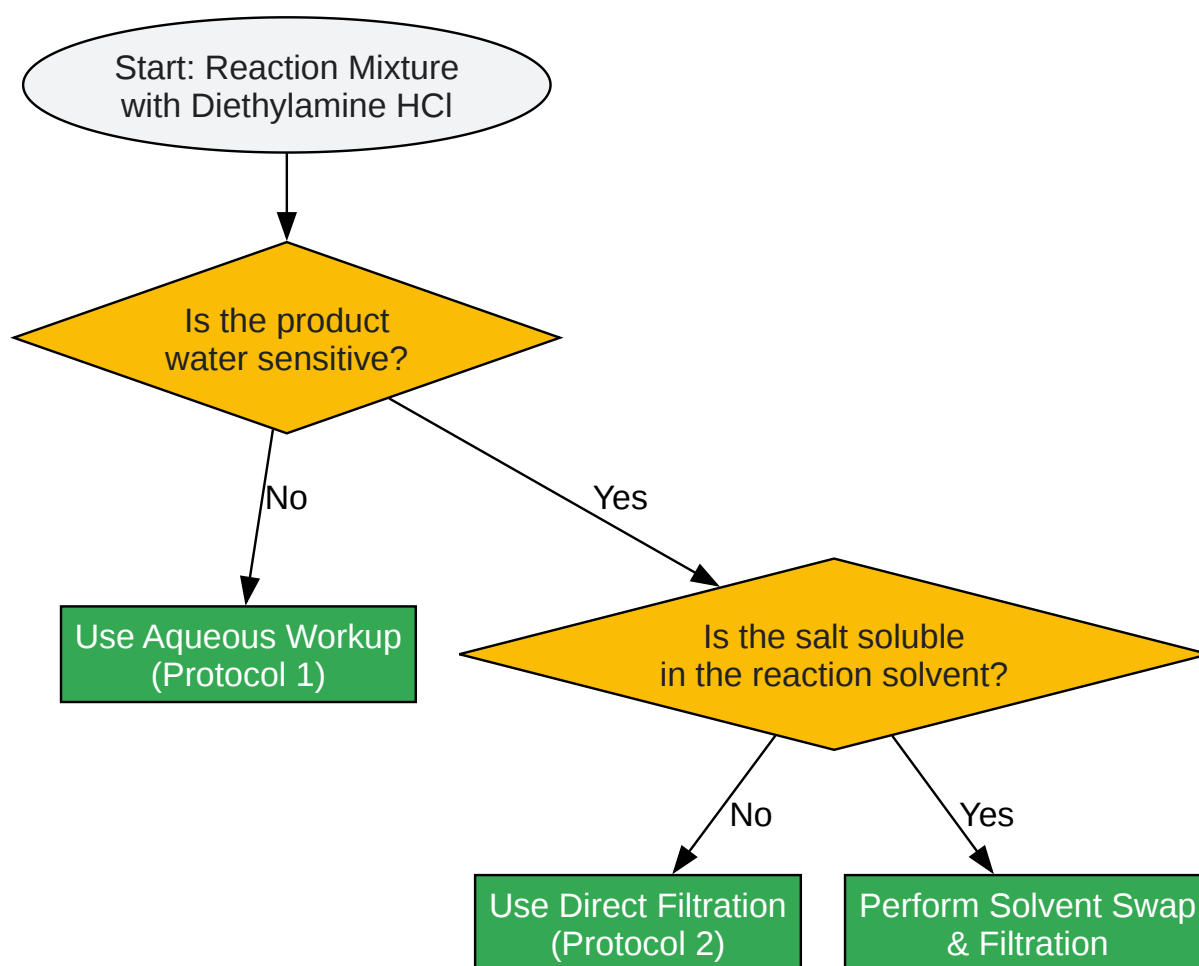 Start: Reaction Mixture
with Diethylamine HCl
Is the product
water sensitive?
No
Yes
Use Aqueous Workup
(Protocol 1)
Is the salt soluble
in the reaction solvent?
No
Yes
Use Direct Filtration
(Protocol 2)
Perform Solvent Swap
& Filtration